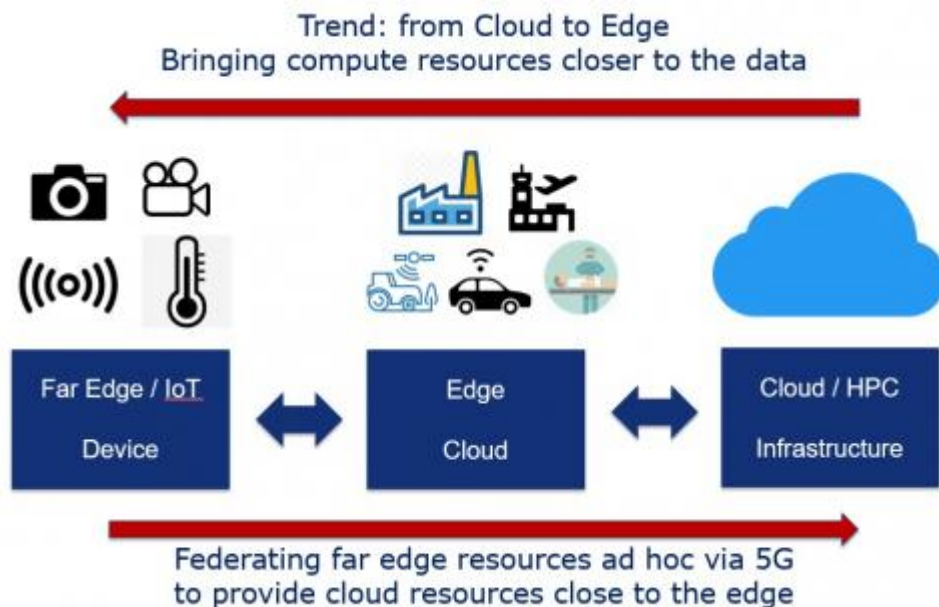 Trend: from Cloud to Edge
Bringing compute resources closer to the data
Far Edge / IoT
Device
Edge
Cloud
Cloud / HPC
Infrastructure
Federating far edge resources ad hoc via 5G
to provide cloud resources close to the edge